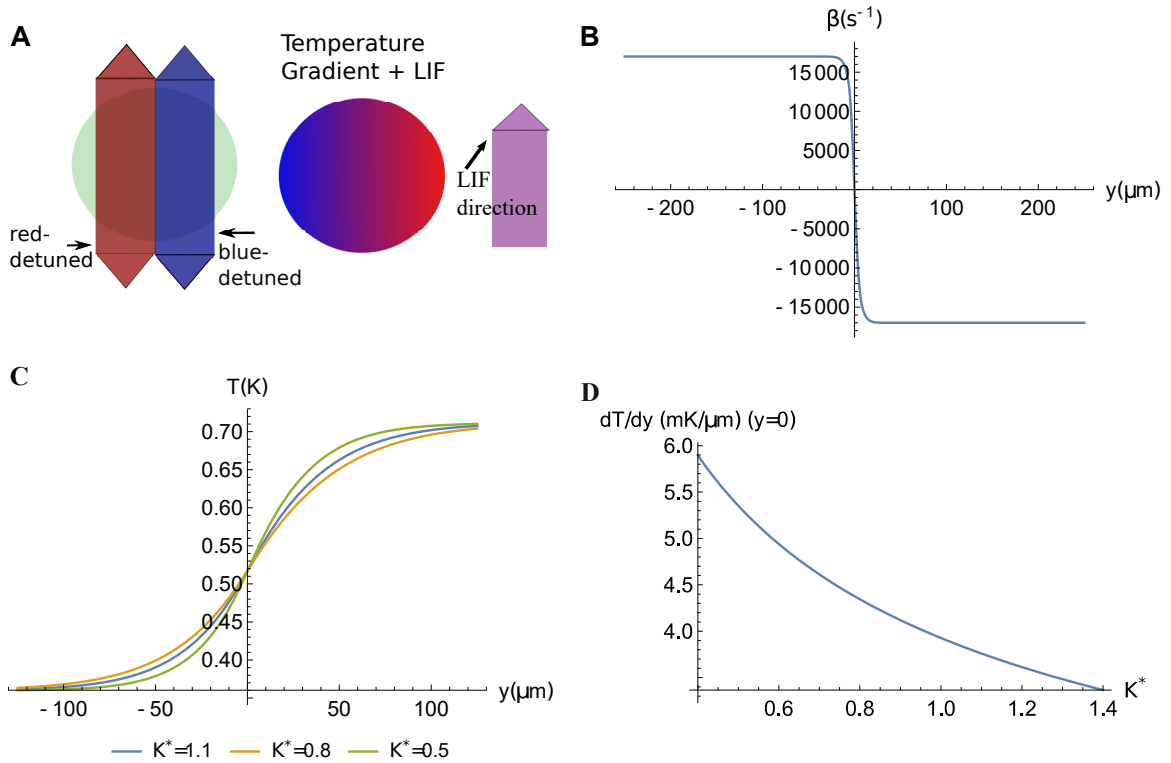 A
Temperature
Gradient + LIF
LIF
direction
red-
detuned
blue-
detuned
B
β(s⁻¹)
15000
10000
5000
- 200
- 100
100
200
y(μm)
- 5000
- 10000
- 15000
C
T(K)
0.70
0.65
0.60
0.55
0.50
0.45
0.40
- 100
- 50
50
100
y(μm)
K*=1.1
K*=0.8
K*=0.5
D
dT/dy (mK/μm) (y=0)
6.0
5.5
5.0
4.5
4.0
0.6
0.8
1.0
1.2
1.4
K*